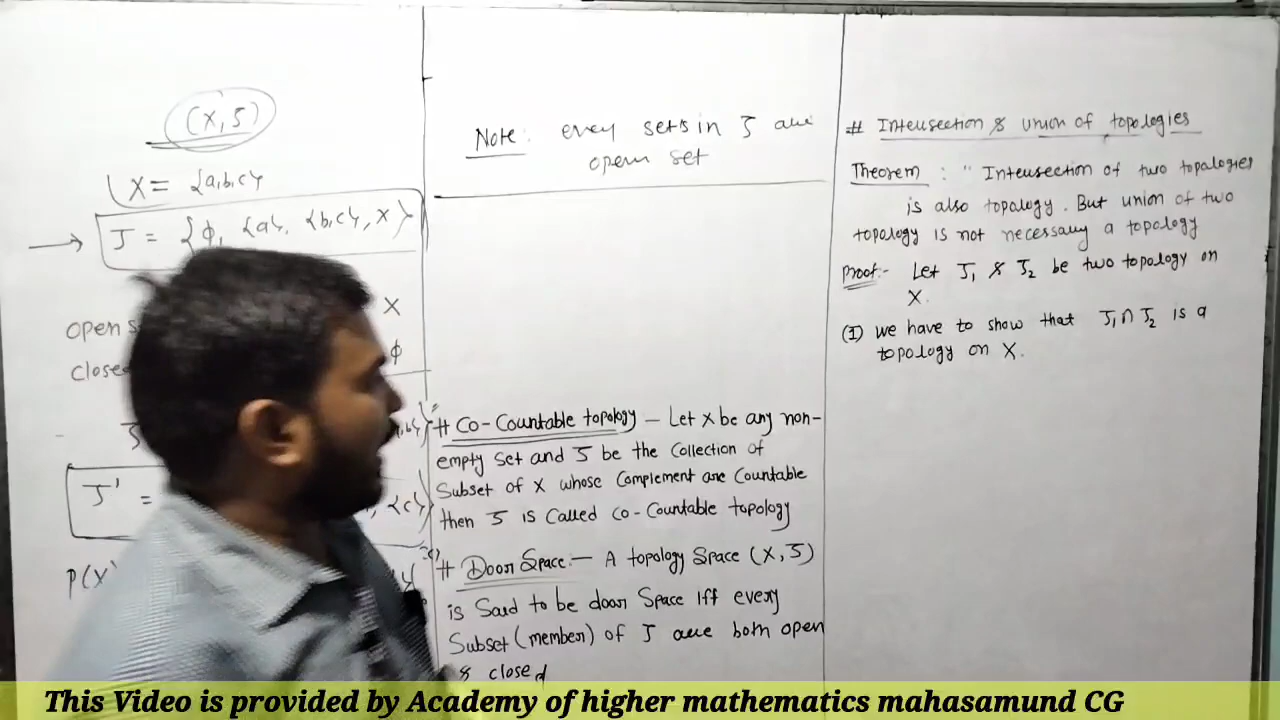 (X, J)
X = {a,b,c}
J = {ϕ, {a}, {b,c}, X}
X
open
ϕ
closed
J' =
, {c}}
P(X)
Note: every sets in J are
open set
# Co-Countable topology — Let X be any non-
empty set and J be the Collection of
Subset of X whose Complement are Countable
then J is Called co-Countable topology
# Door Space:— A topology Space (X, J)
is Said to be door Space iff every
Subset (member) of J are both open
& closed
# Intersection & union of topologies
Theorem : " Intersection of two topalogies
is also topology. But union of two
topology is not necessary a topology
Proof:- Let J₁ & J₂ be two topology on
X.
(I) we have to show that J₁ ∩ J₂ is a
topology on X.
This Video is provided by Academy of higher mathematics mahasamund CG